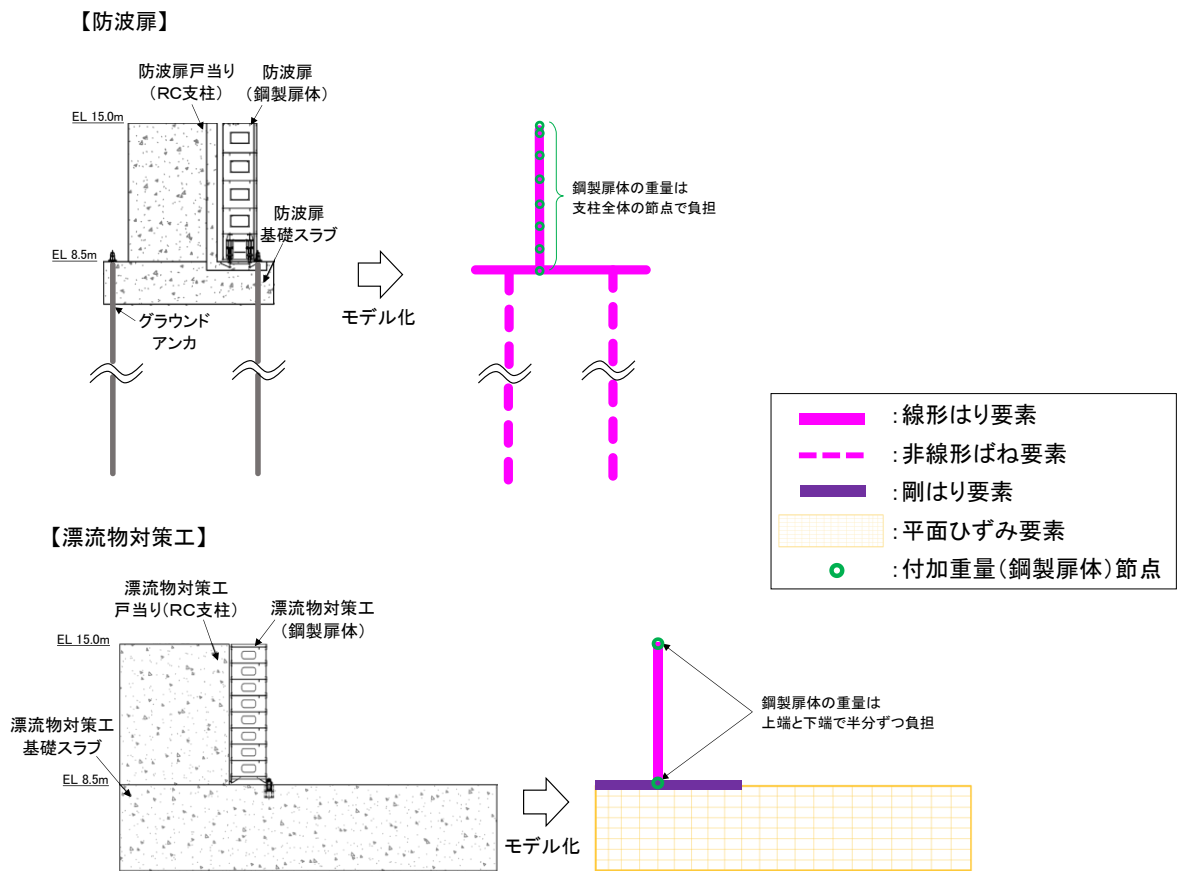 【防波扉】
防波扉戸当り
(RC支柱)
防波扉
(鋼製扉体)
EL 15.0m
防波扉
基礎スラブ
EL 8.5m
グラウンド
アンカ
モデル化
鋼製扉体の重量は
支柱全体の節点で負担
:線形はり要素
:非線形ばね要素
:剛はり要素
:平面ひずみ要素
:付加重量(鋼製扉体)節点
【漂流物対策工】
漂流物対策工
戸当り(RC支柱)
漂流物対策工
(鋼製扉体)
EL 15.0m
漂流物対策工
基礎スラブ
EL 8.5m
モデル化
鋼製扉体の重量は
上端と下端で半分ずつ負担